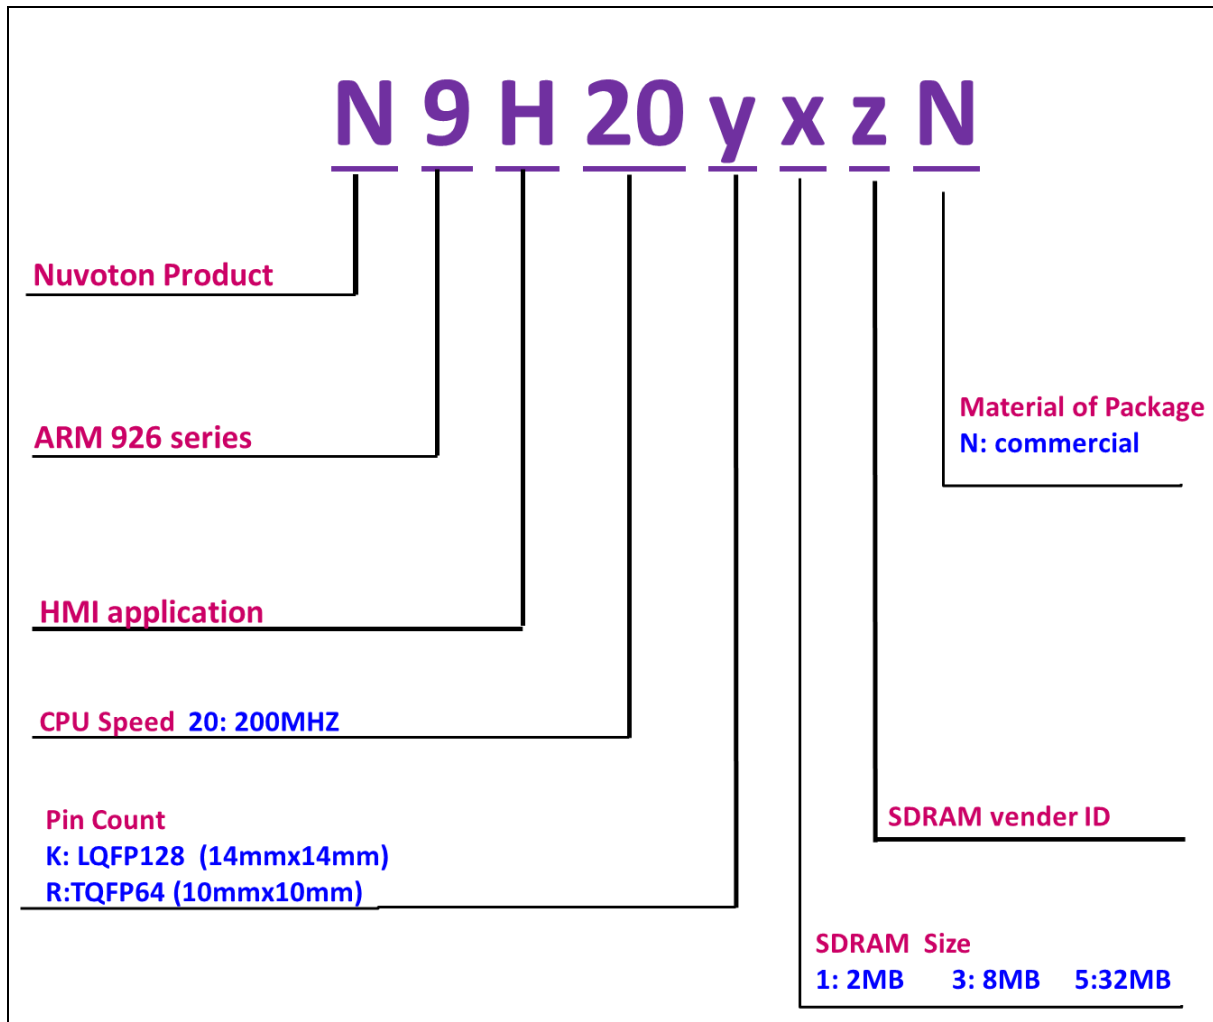 N 9 H 20 y x z N
Nuvoton Product
Material of Package
N: commercial
ARM 926 series
HMI application
CPU Speed 20: 200MHZ
Pin Count
K: LQFP128 (14mmx14mm)
R:TQFP64 (10mmx10mm)
SDRAM vender ID
SDRAM Size
1: 2MB 3: 8MB 5:32MB